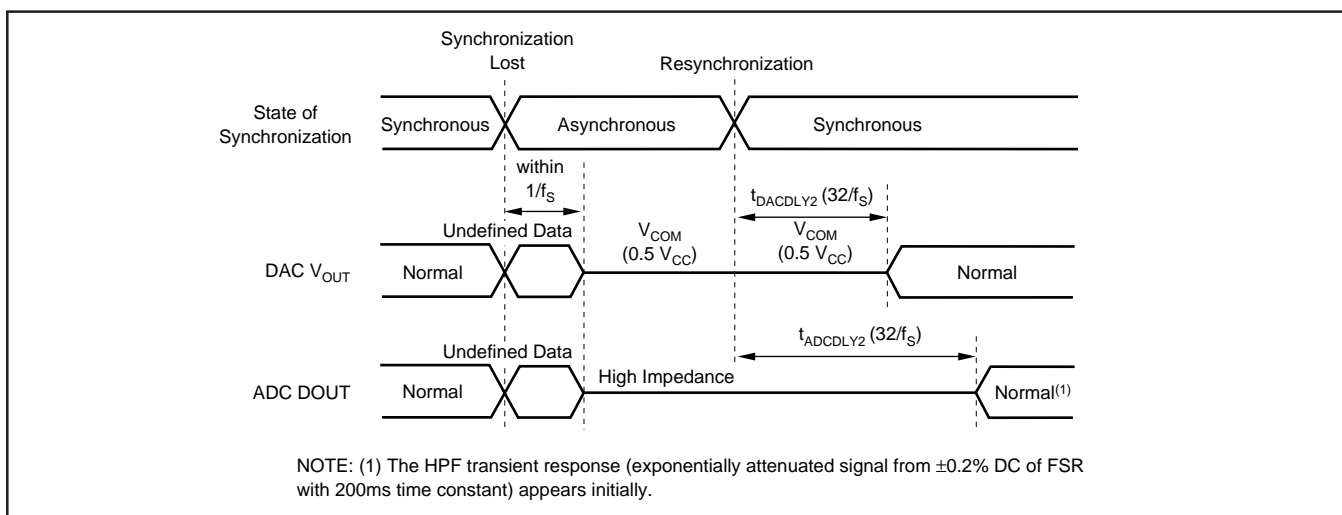 Synchronization
Lost
Resynchronization
State of
Synchronization
Synchronous
Asynchronous
Synchronous
within
1/fS
tDACDLY2 (32/fS)
Undefined Data
VCOM
(0.5 VCC)
VCOM
(0.5 VCC)
DAC VOUT
Normal
Normal
tADCDLY2 (32/fS)
Undefined Data
High Impedance
ADC DOUT
Normal
Normal(1)
NOTE: (1) The HPF transient response (exponentially attenuated signal from ±0.2% DC of FSR
with 200ms time constant) appears initially.